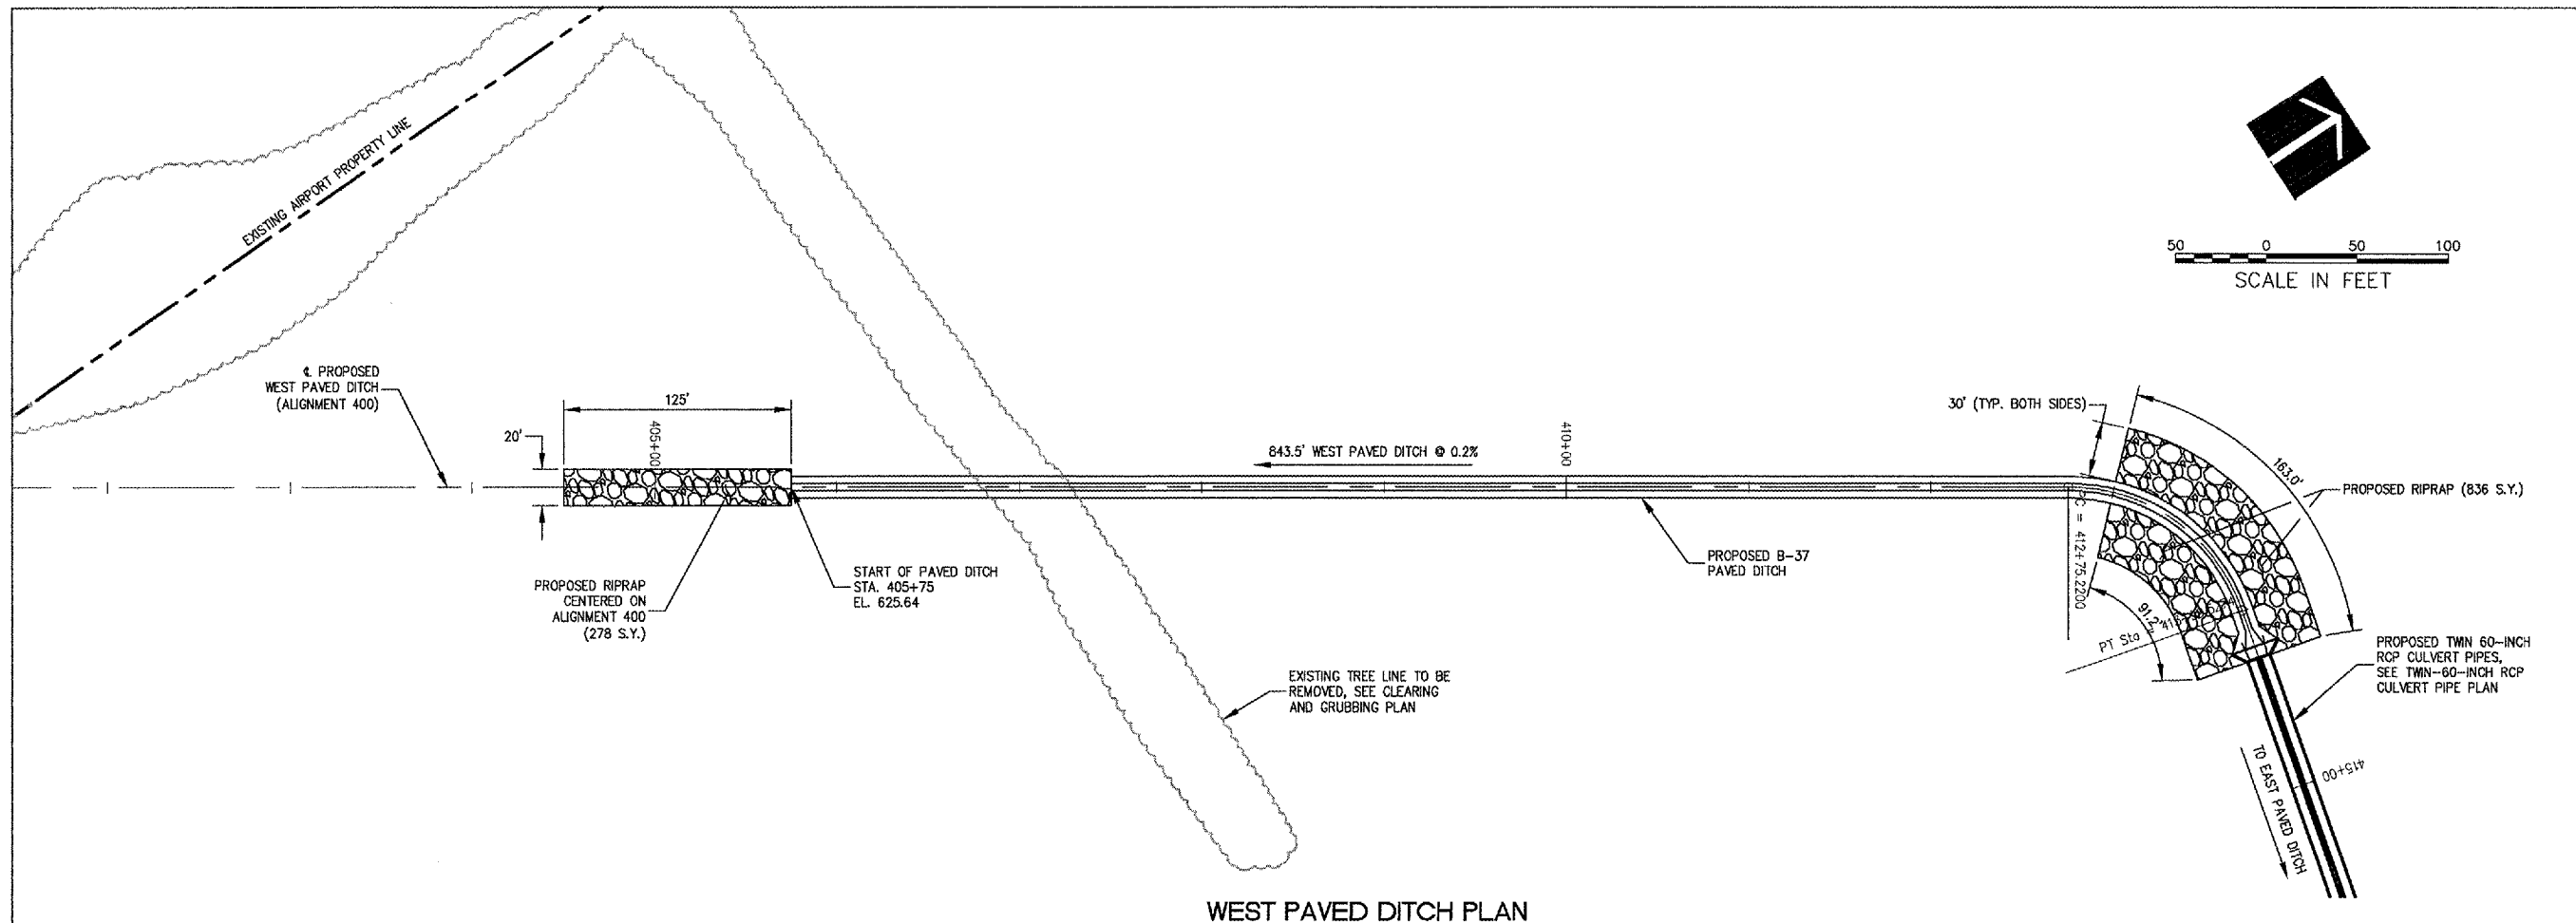 EXISTING AIRPORT PROPERTY LINE
50 0 50 100
SCALE IN FEET
℄ PROPOSED
WEST PAVED DITCH
(ALIGNMENT 400)
125'
20'
405+00
843.5' WEST PAVED DITCH @ 0.2%
410+00
30' (TYP. BOTH SIDES)
163.0'
PROPOSED RIPRAP (836 S.Y.)
PROPOSED RIPRAP
CENTERED ON
ALIGNMENT 400
(278 S.Y.)
START OF PAVED DITCH
STA. 405+75
EL. 625.64
PROPOSED B-37
PAVED DITCH
= 412+75.2200
91.2'
PT Sta
EXISTING TREE LINE TO BE
REMOVED, SEE CLEARING
AND GRUBBING PLAN
PROPOSED TWIN 60-INCH
RCP CULVERT PIPES,
SEE TWIN-60-INCH RCP
CULVERT PIPE PLAN
415+00
TO EAST PAVED DITCH
WEST PAVED DITCH PLAN